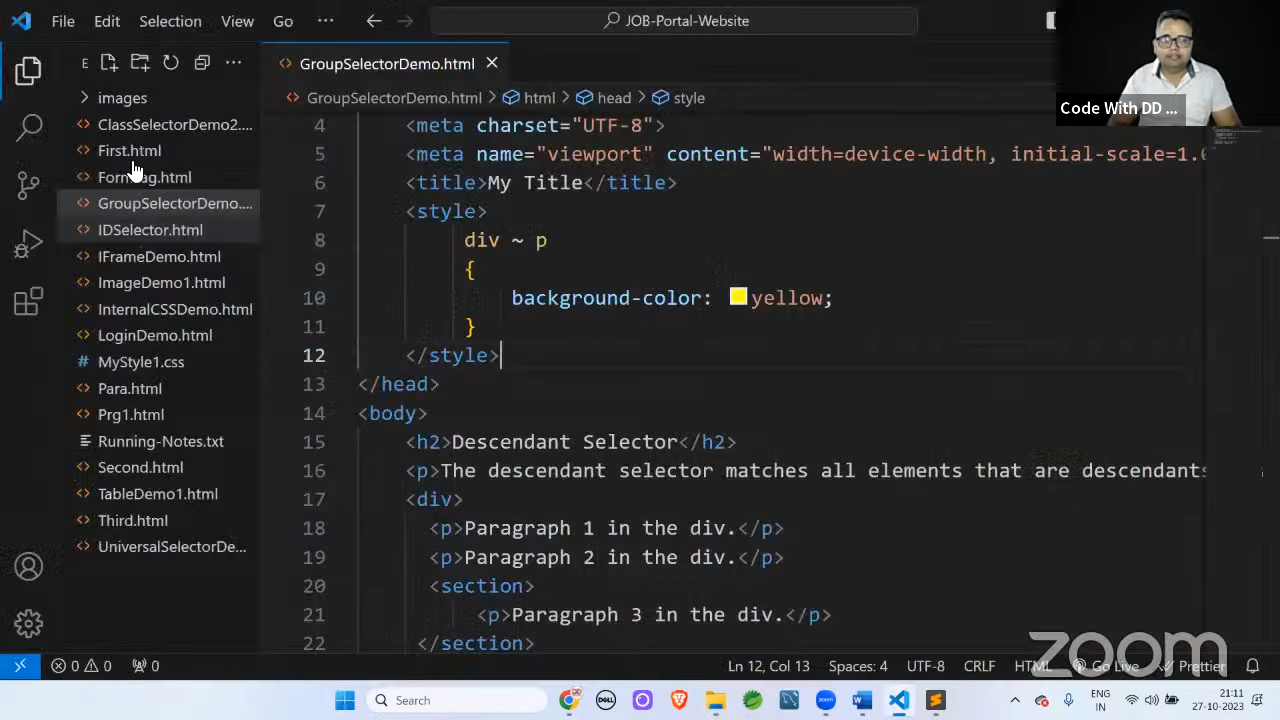 File Edit Selection View Go ··· JOB-Portal-Website
E ···
images
ClassSelectorDemo2....
First.html
GroupSelectorDemo....
IDSelector.html
IFrameDemo.html
ImageDemo1.html
InternalCSSDemo.html
LoginDemo.html
# MyStyle1.css
Para.html
Prg1.html
Running-Notes.txt
Second.html
TableDemo1.html
Third.html
UniversalSelectorDe...
GroupSelectorDemo.html
GroupSelectorDemo.html > html > head > style
4 <meta charset="UTF-8">
5 <meta name="viewport" content="width=device-width, initial-scale=1.0
6 <title>My Title</title>
7 <style>
8 div ~ p
9 {
10 background-color: yellow;
11 }
12 </style>
13 </head>
14 <body>
15 <h2>Descendant Selector</h2>
16 <p>The descendant selector matches all elements that are descendants
17 <div>
18 <p>Paragraph 1 in the div.</p>
19 <p>Paragraph 2 in the div.</p>
20 <section>
21 <p>Paragraph 3 in the div.</p>
22 </section>
Code With DD ...
zoom
0 0 0 Ln 12, Col 13 Spaces: 4 UTF-8 CRLF HTML Go Live Prettier
Search DELL zoom ENG IN 21:11 27-10-2023